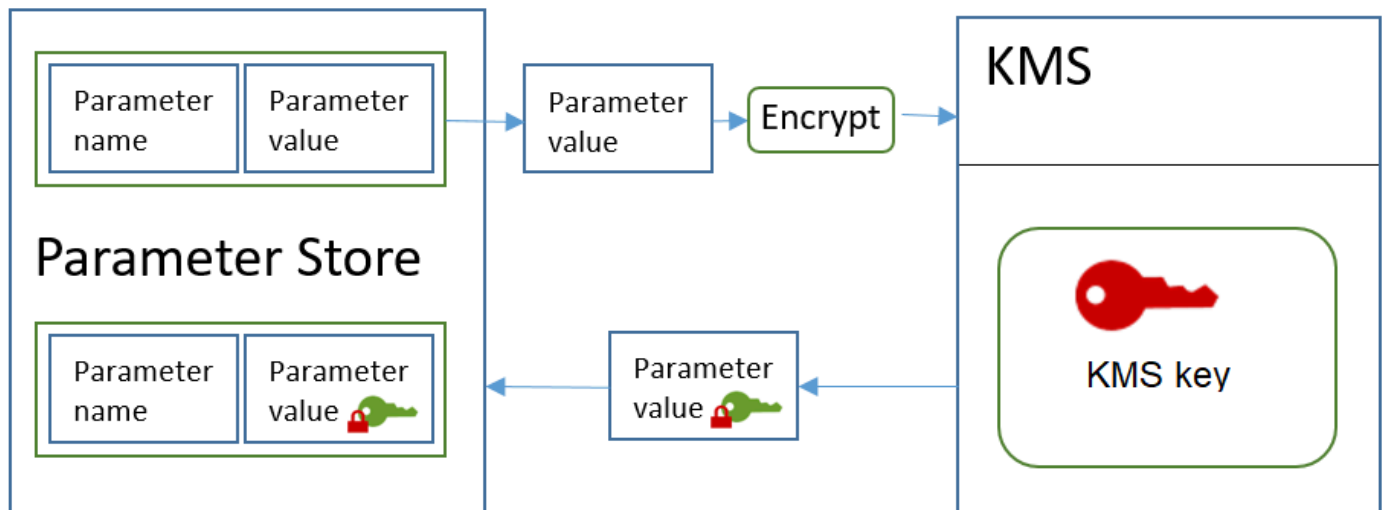 Parameter
name
Parameter
value
Parameter
value
Encrypt
KMS
Parameter Store
Parameter
name
Parameter
value
Parameter
value
KMS key